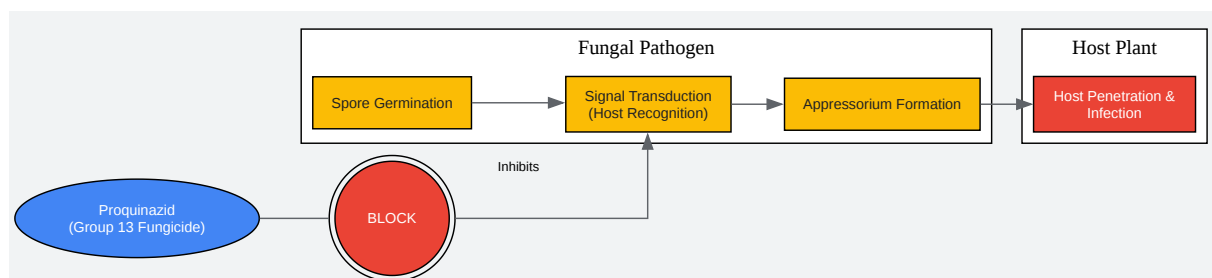 Fungal Pathogen
Host Plant
Spore Germination
Signal Transduction
(Host Recognition)
Appressorium Formation
Host Penetration &
Infection
Inhibits
Proquinazid
(Group 13 Fungicide)
BLOCK